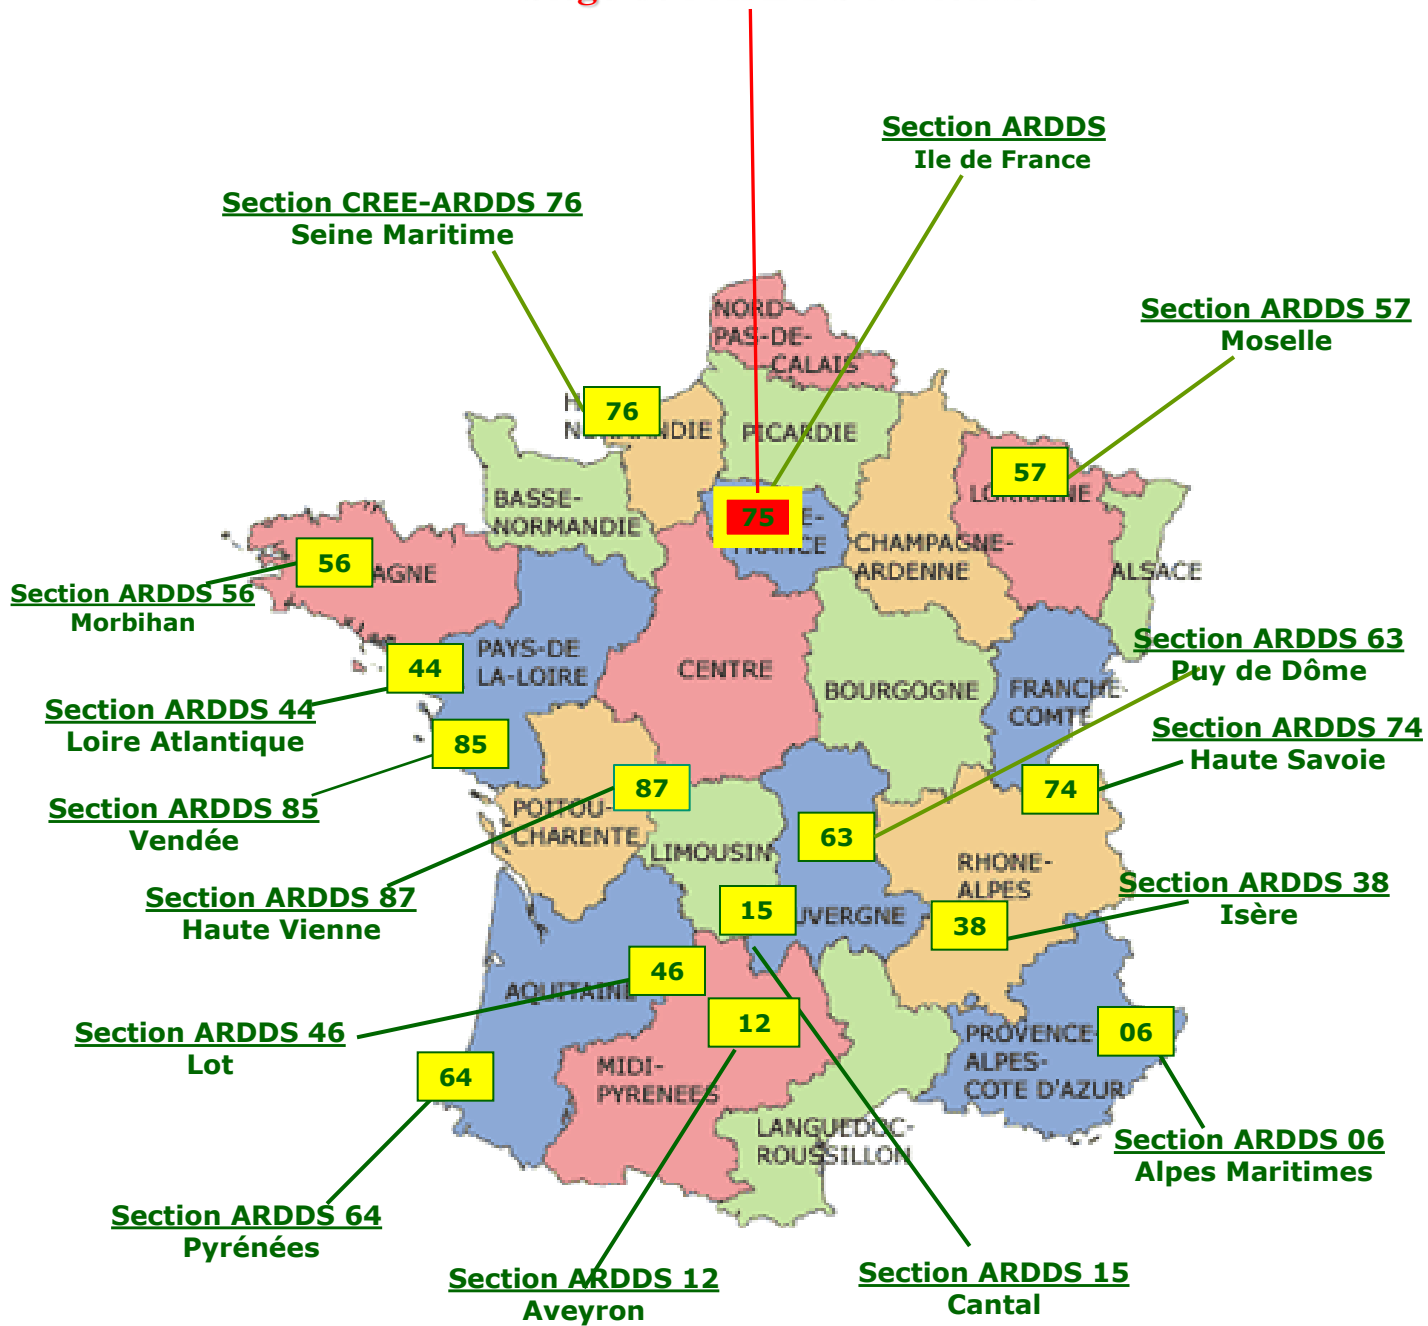 Section ARDDS
Ile de France
Section CREE-ARDDS 76
Seine Maritime
Section ARDDS 57
Moselle
NORD-
PAS-DE-
CALAIS
76
PICARDIE
57
LORRAINE
BASSE-
NORMANDIE
75
CHAMPAGNE-
ARDENNE
ALSACE
56
Section ARDDS 56
Morbihan
44
PAYS-DE
LA-LOIRE
CENTRE
BOURGOGNE
FRANCHE-
COMTE
Section ARDDS 63
Puy de Dôme
Section ARDDS 44
Loire Atlantique
85
Section ARDDS 74
Haute Savoie
74
Section ARDDS 85
Vendée
87
POITOU-
CHARENTE
LIMOUSIN
63
RHONE-
ALPES
Section ARDDS 87
Haute Vienne
15
38
Section ARDDS 38
Isère
46
AQUITAINE
12
Section ARDDS 46
Lot
64
MIDI-
PYRENEES
PROVENCE-
ALPES-
COTE D'AZUR
06
LANGUEDOC-
ROUSSILLON
Section ARDDS 06
Alpes Maritimes
Section ARDDS 64
Pyrénées
Section ARDDS 12
Aveyron
Section ARDDS 15
Cantal